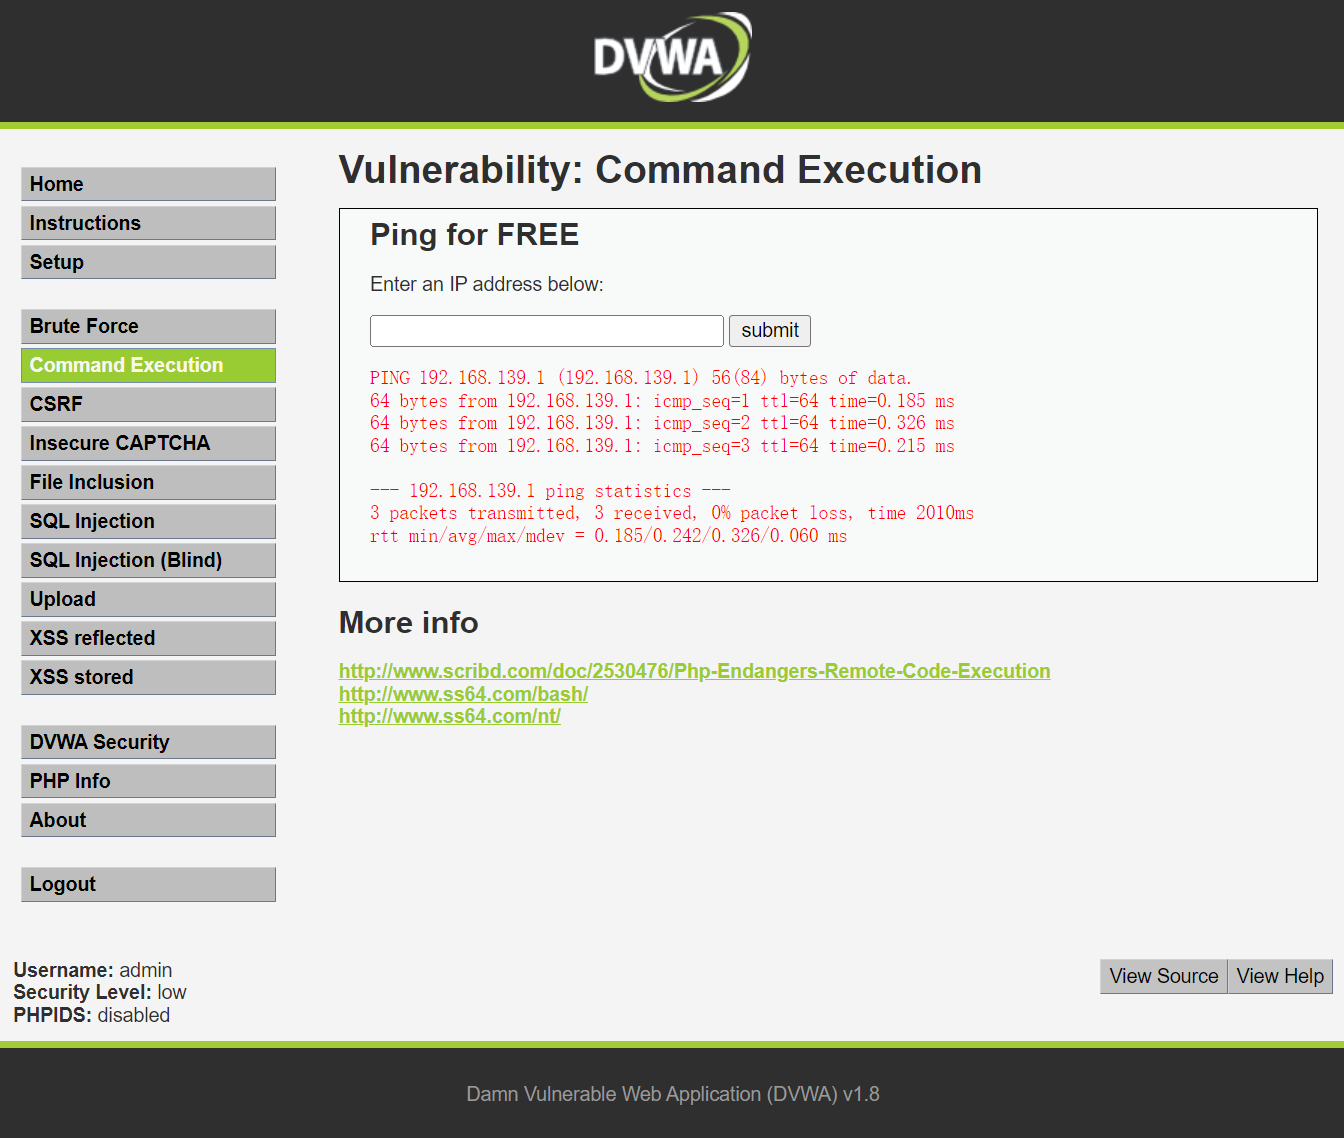 DVWA
Home
Instructions
Setup
Brute Force
Command Execution
CSRF
Insecure CAPTCHA
File Inclusion
SQL Injection
SQL Injection (Blind)
Upload
XSS reflected
XSS stored
DVWA Security
PHP Info
About
Logout
Vulnerability: Command Execution
Ping for FREE
Enter an IP address below:
submit
PING 192.168.139.1 (192.168.139.1) 56(84) bytes of data.
64 bytes from 192.168.139.1: icmp_seq=1 ttl=64 time=0.185 ms
64 bytes from 192.168.139.1: icmp_seq=2 ttl=64 time=0.326 ms
64 bytes from 192.168.139.1: icmp_seq=3 ttl=64 time=0.215 ms
--- 192.168.139.1 ping statistics ---
3 packets transmitted, 3 received, 0% packet loss, time 2010ms
rtt min/avg/max/mdev = 0.185/0.242/0.326/0.060 ms
More info
http://www.scribd.com/doc/2530476/Php-Endangers-Remote-Code-Execution
http://www.ss64.com/bash/
http://www.ss64.com/nt/
Username: admin
Security Level: low
PHPIDS: disabled
View Source
View Help
Damn Vulnerable Web Application (DVWA) v1.8